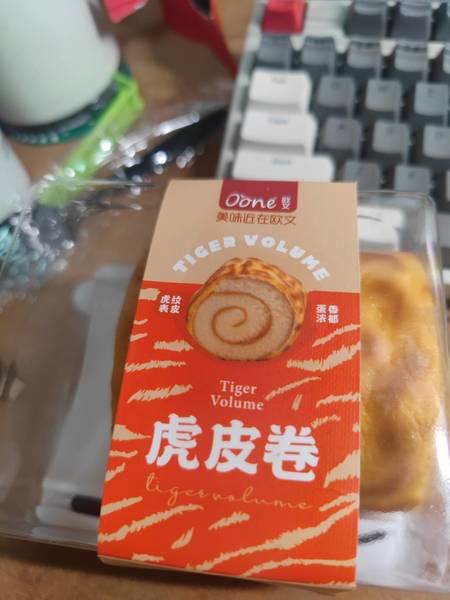 Oone 欧文
美味近在欧文
TIGER VOLUME
虎纹
表皮
蛋香
浓郁
Tiger
Volume
虎皮卷
tiger volume